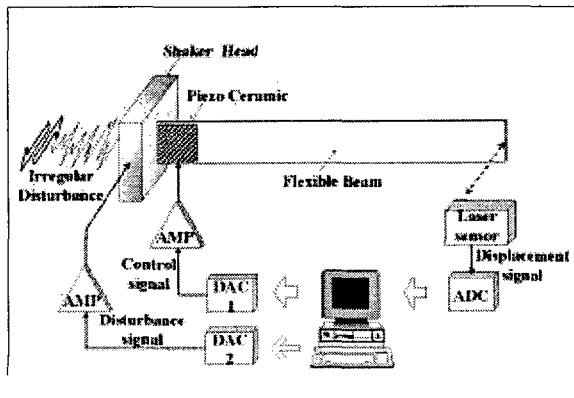 Shaker Head
Piezo Ceramic
Irregular
Disturbance
Flexible Beam
Laser
sensor
AMP
Displacement
signal
Control
signal
DAC
1
ADC
AMP
Disturbance
signal
DAC
2